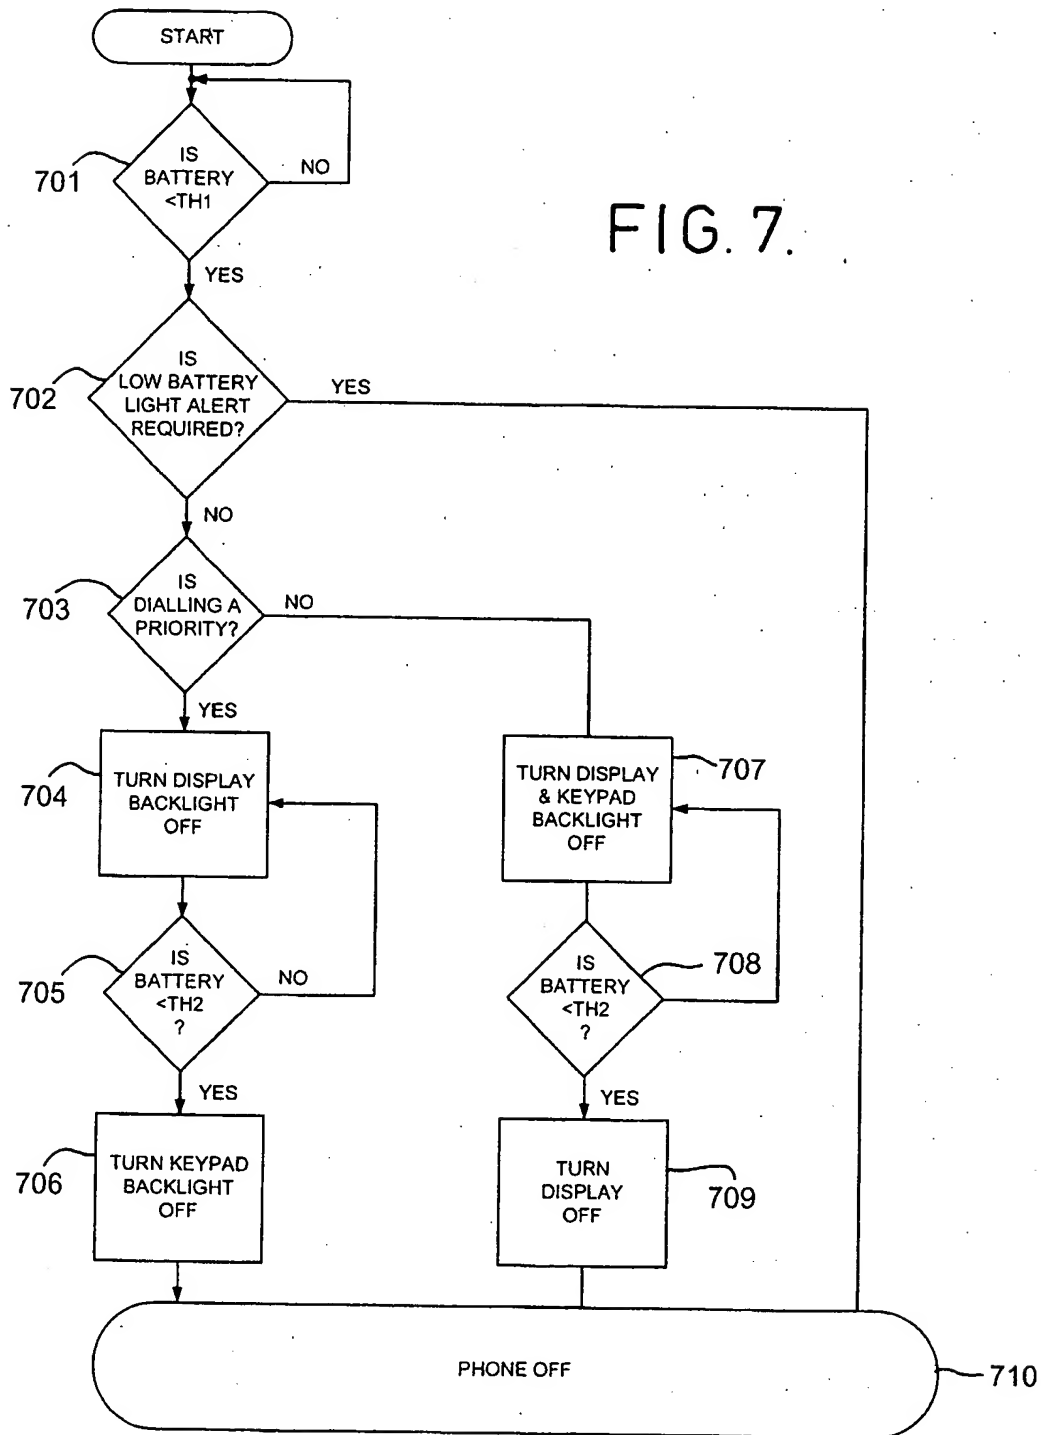 START
IS
BATTERY
<TH1
NO
701
FIG. 7.
YES
IS
LOW BATTERY
LIGHT ALERT
REQUIRED?
YES
702
NO
IS
DIALLING A
PRIORITY?
NO
703
YES
TURN DISPLAY
BACKLIGHT
OFF
704
TURN DISPLAY
& KEYPAD
BACKLIGHT
OFF
707
IS
BATTERY
<TH2
?
NO
705
IS
BATTERY
<TH2
?
708
YES
YES
TURN KEYPAD
BACKLIGHT
OFF
706
TURN
DISPLAY
OFF
709
PHONE OFF
710